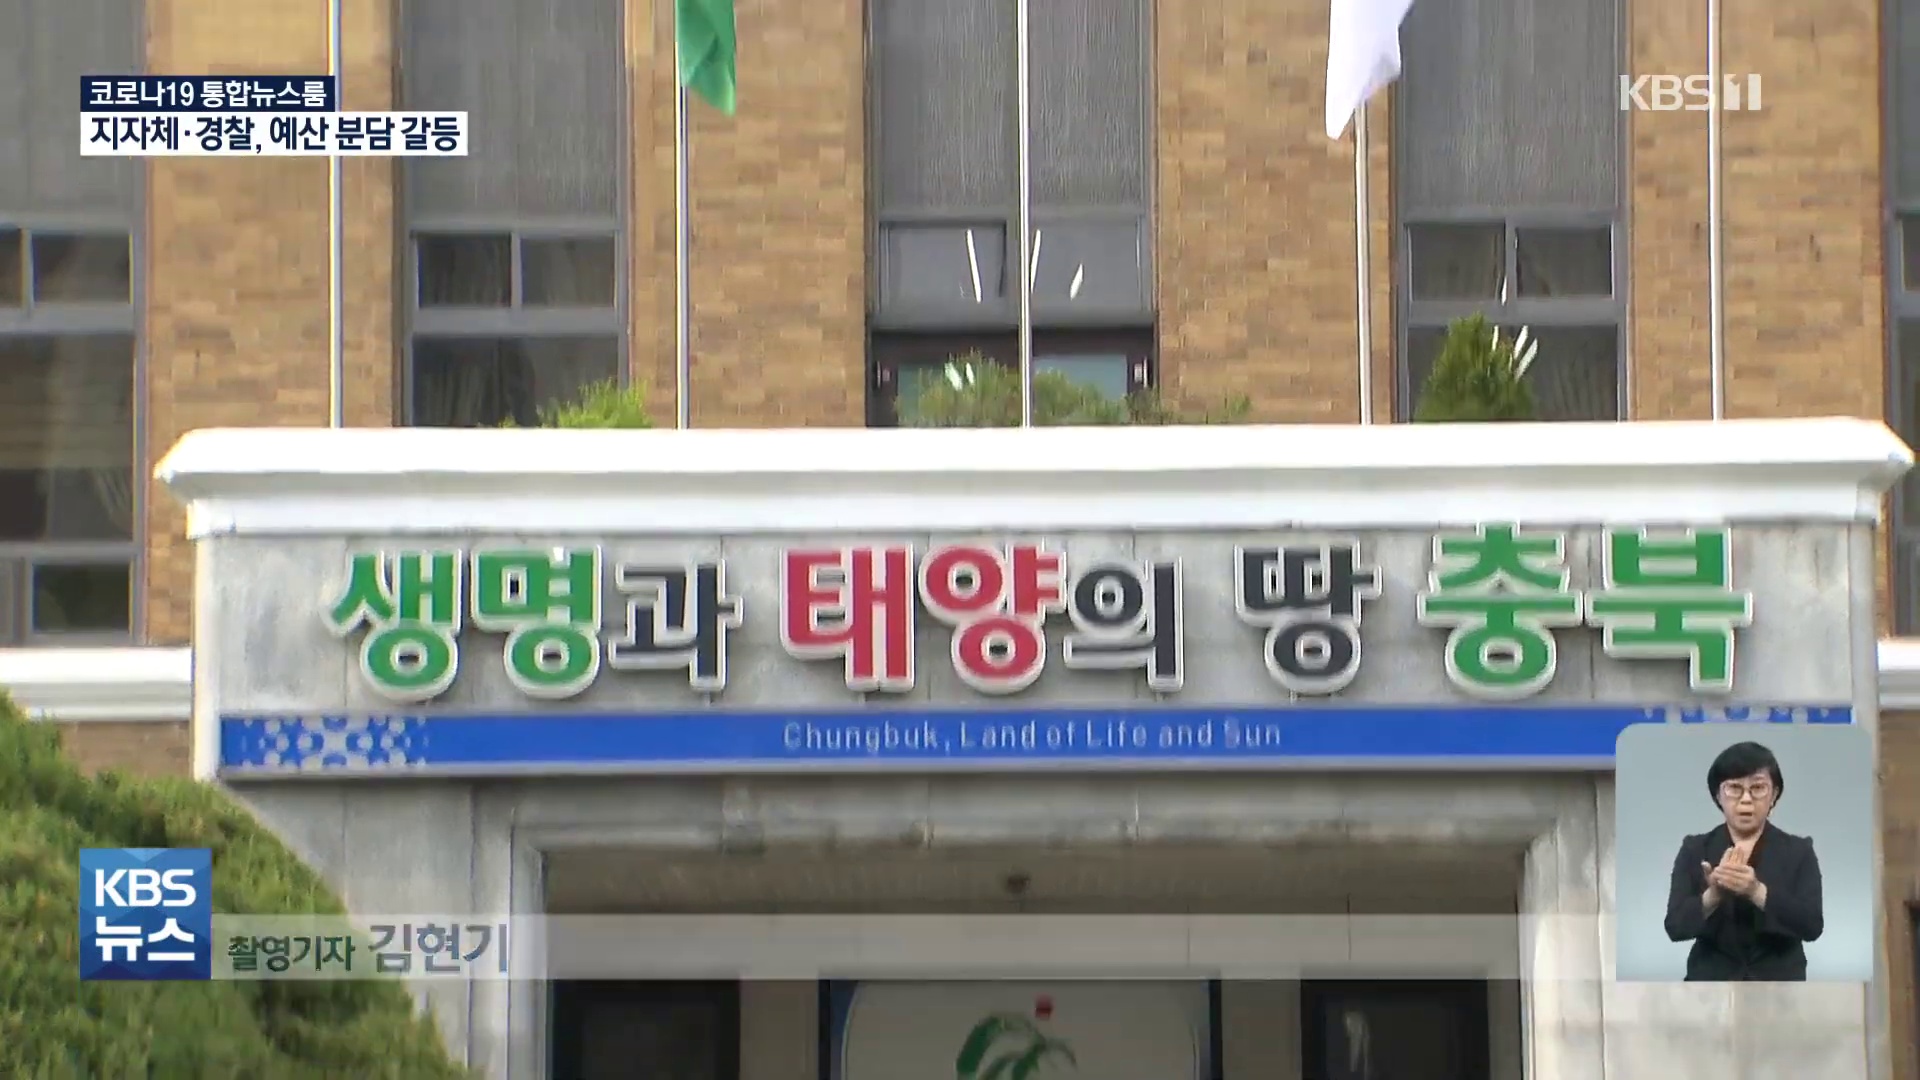 코로나19 통합뉴스룸
지자체·경찰, 예산 분담 갈등
KBS 1
생명과 태양의 땅 충북
Chungbuk, Land of Life and Sun
KBS
뉴스
촬영기자 김현기